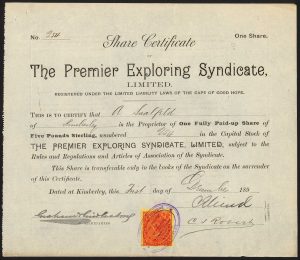 No. One Share.
Share Certificate
OF
The Premier Exploring Syndicate,
LIMITED.
REGISTERED UNDER THE LIMITED LIABILITY LAWS OF THE CAPE OF GOOD HOPE.
THIS IS TO CERTIFY that A
of Kimberley is the Proprietor of One Fully Paid-up Share of
Five Pounds Sterling, numbered in the Capital Stock of
THE PREMIER EXPLORING SYNDICATE, LIMITED, subject to the
Rules and Regulations and Articles of Association of the Syndicate.
This Share is transferable only in the books of the Syndicate on the surrender
of this Certificate.
Dated at Kimberley, this First day of December 189